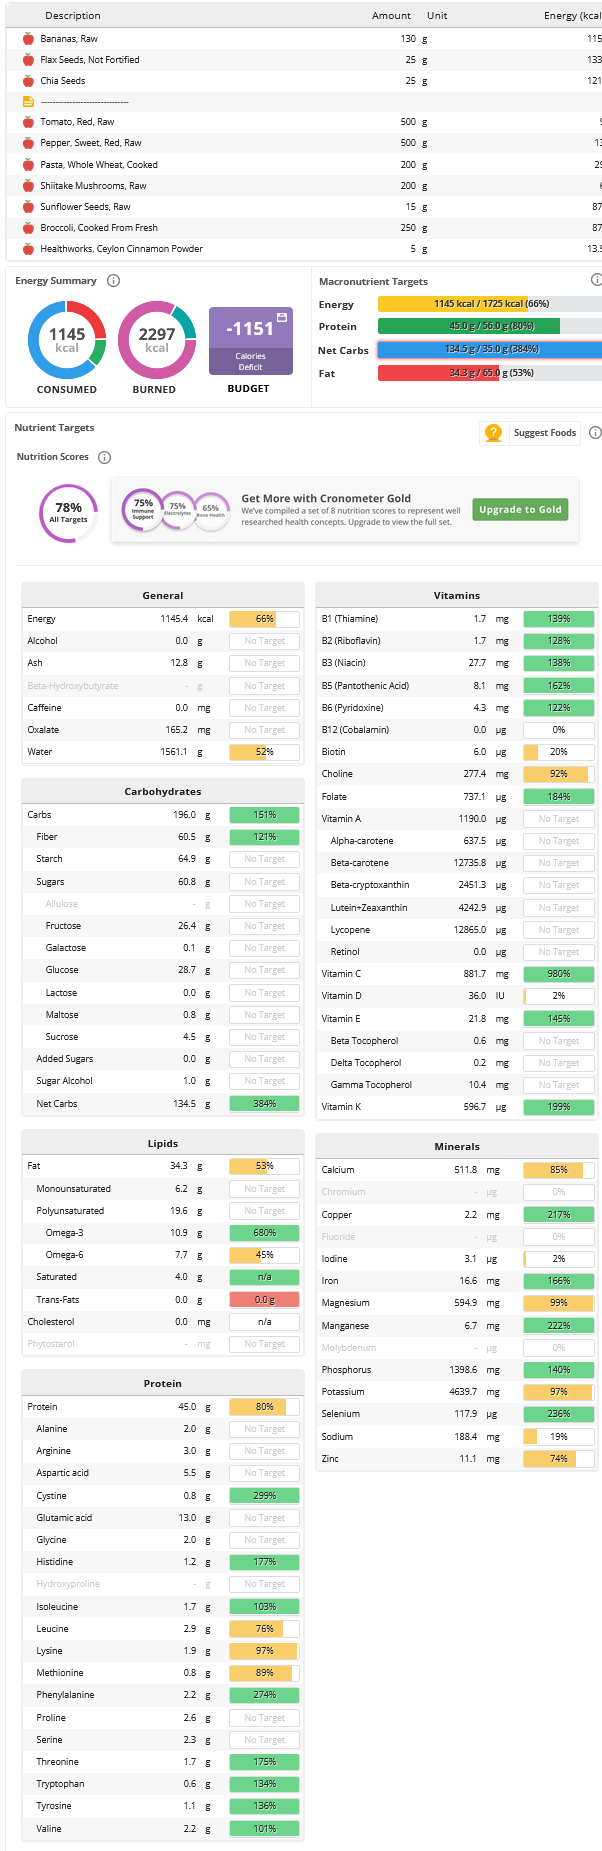 Description Amount Unit Energy (kcal
Bananas, Raw 130 g 115
Flax Seeds, Not Fortified 25 g 133
Chia Seeds 25 g 121
------------------------------
Tomato, Red, Raw 500 g 9
Pepper, Sweet, Red, Raw 500 g 13
Pasta, Whole Wheat, Cooked 200 g 29
Shiitake Mushrooms, Raw 200 g 6
Sunflower Seeds, Raw 15 g 87
Broccoli, Cooked From Fresh 250 g 87
Healthworks, Ceylon Cinnamon Powder 5 g 13.5
Energy Summary
1145 kcal
CONSUMED
2297 kcal
BURNED
-1151
Calories
Deficit
BUDGET
Macronutrient Targets
Energy 1145 kcal / 1725 kcal (66%)
Protein 45.0 g / 56.0 g (80%)
Net Carbs 134.5 g / 35.0 g (384%)
Fat 34.3 g / 65.0 g (53%)
Nutrient Targets
Suggest Foods
Nutrition Scores
78%
All Targets
75%
Immune
Support
75%
Electrolytes
65%
Bone Health
Get More with Cronometer Gold
We've compiled a set of 8 nutrition scores to represent well
researched health concepts. Upgrade to view the full set.
Upgrade to Gold
General
Energy 1145.4 kcal 66%
Alcohol 0.0 g No Target
Ash 12.8 g No Target
Beta-Hydroxybutyrate - g No Target
Caffeine 0.0 mg No Target
Oxalate 165.2 mg No Target
Water 1561.1 g 52%
Carbohydrates
Carbs 196.0 g 151%
Fiber 60.5 g 121%
Starch 64.9 g No Target
Sugars 60.8 g No Target
Allulose - g No Target
Fructose 26.4 g No Target
Galactose 0.1 g No Target
Glucose 28.7 g No Target
Lactose 0.0 g No Target
Maltose 0.8 g No Target
Sucrose 4.5 g No Target
Added Sugars 0.0 g No Target
Sugar Alcohol 1.0 g No Target
Net Carbs 134.5 g 384%
Lipids
Fat 34.3 g 53%
Monounsaturated 6.2 g No Target
Polyunsaturated 19.6 g No Target
Omega-3 10.9 g 680%
Omega-6 7.7 g 45%
Saturated 4.0 g n/a
Trans-Fats 0.0 g 0.0 g
Cholesterol 0.0 mg n/a
Phytosterol - mg No Target
Protein
Protein 45.0 g 80%
Alanine 2.0 g No Target
Arginine 3.0 g No Target
Aspartic acid 5.5 g No Target
Cystine 0.8 g 299%
Glutamic acid 13.0 g No Target
Glycine 2.0 g No Target
Histidine 1.2 g 177%
Hydroxyproline - g No Target
Isoleucine 1.7 g 103%
Leucine 2.9 g 76%
Lysine 1.9 g 97%
Methionine 0.8 g 89%
Phenylalanine 2.2 g 274%
Proline 2.6 g No Target
Serine 2.3 g No Target
Threonine 1.7 g 175%
Tryptophan 0.6 g 134%
Tyrosine 1.1 g 136%
Valine 2.2 g 101%
Vitamins
B1 (Thiamine) 1.7 mg 139%
B2 (Riboflavin) 1.7 mg 128%
B3 (Niacin) 27.7 mg 138%
B5 (Pantothenic Acid) 8.1 mg 162%
B6 (Pyridoxine) 4.3 mg 122%
B12 (Cobalamin) 0.0 µg 0%
Biotin 6.0 µg 20%
Choline 277.4 mg 92%
Folate 737.1 µg 184%
Vitamin A 1190.0 µg No Target
Alpha-carotene 637.5 µg No Target
Beta-carotene 12735.8 µg No Target
Beta-cryptoxanthin 2451.3 µg No Target
Lutein+Zeaxanthin 4242.9 µg No Target
Lycopene 12865.0 µg No Target
Retinol 0.0 µg No Target
Vitamin C 881.7 mg 980%
Vitamin D 36.0 IU 2%
Vitamin E 21.8 mg 145%
Beta Tocopherol 0.6 mg No Target
Delta Tocopherol 0.2 mg No Target
Gamma Tocopherol 10.4 mg No Target
Vitamin K 596.7 µg 199%
Minerals
Calcium 511.8 mg 85%
Chromium - µg 0%
Copper 2.2 mg 217%
Fluoride - µg 0%
Iodine 3.1 µg 2%
Iron 16.6 mg 166%
Magnesium 594.9 mg 99%
Manganese 6.7 mg 222%
Molybdenum - µg 0%
Phosphorus 1398.6 mg 140%
Potassium 4639.7 mg 97%
Selenium 117.9 µg 236%
Sodium 188.4 mg 19%
Zinc 11.1 mg 74%